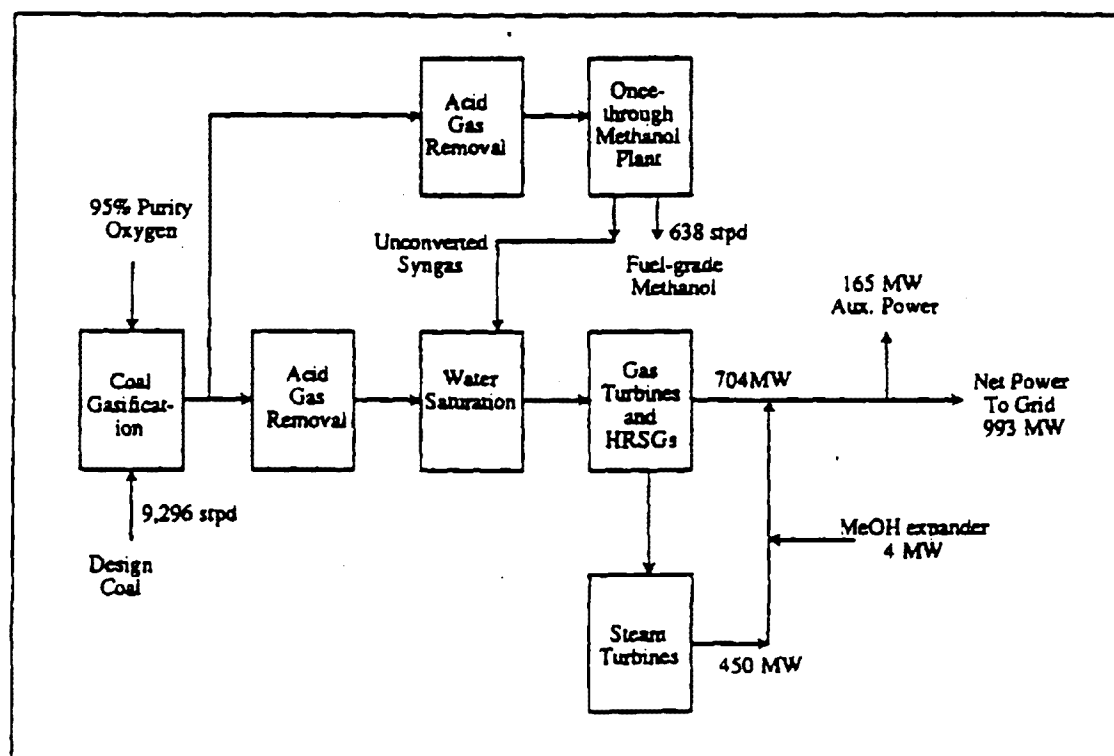 Acid
Gas
Removal
Once-
through
Methanol
Plant
95% Purity
Oxygen
Unconverted
Syngas
638 stpd
Fuel-grade
Methanol
165 MW
Aux. Power
Coal
Gasificat-
ion
Acid
Gas
Removal
Water
Saturation
Gas
Turbines
and
HRSGs
704MW
Net Power
To Grid
993 MW
9,296 stpd
Design
Coal
MeOH expander
4 MW
Steam
Turbines
450 MW